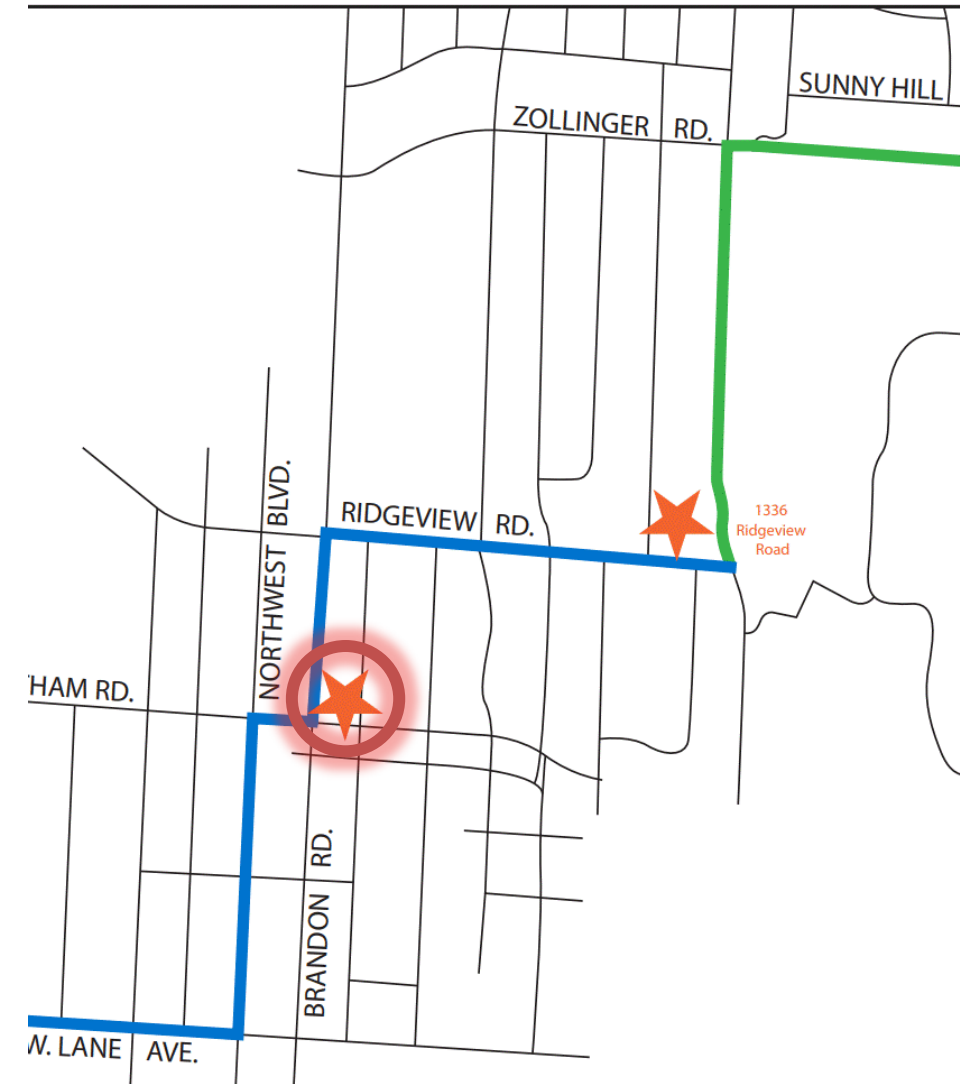 SUNNY HILL
ZOLLINGER RD.
RIDGEVIEW RD.
1336
Ridgeview
Road
NORTHWEST BLVD.
THAM RD.
BRANDON RD.
W. LANE AVE.